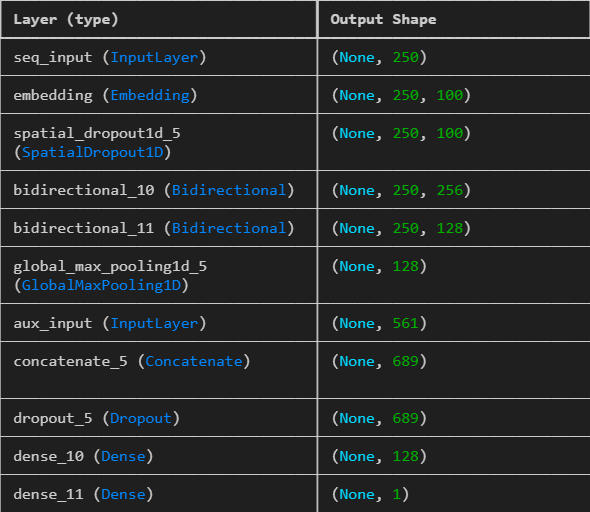 Layer (type) Output Shape
seq_input (InputLayer) (None, 250)
embedding (Embedding) (None, 250, 100)
spatial_dropout1d_5 (None, 250, 100)
(SpatialDropout1D)
bidirectional_10 (Bidirectional) (None, 250, 256)
bidirectional_11 (Bidirectional) (None, 250, 128)
global_max_pooling1d_5 (None, 128)
(GlobalMaxPooling1D)
aux_input (InputLayer) (None, 561)
concatenate_5 (Concatenate) (None, 689)
dropout_5 (Dropout) (None, 689)
dense_10 (Dense) (None, 128)
dense_11 (Dense) (None, 1)